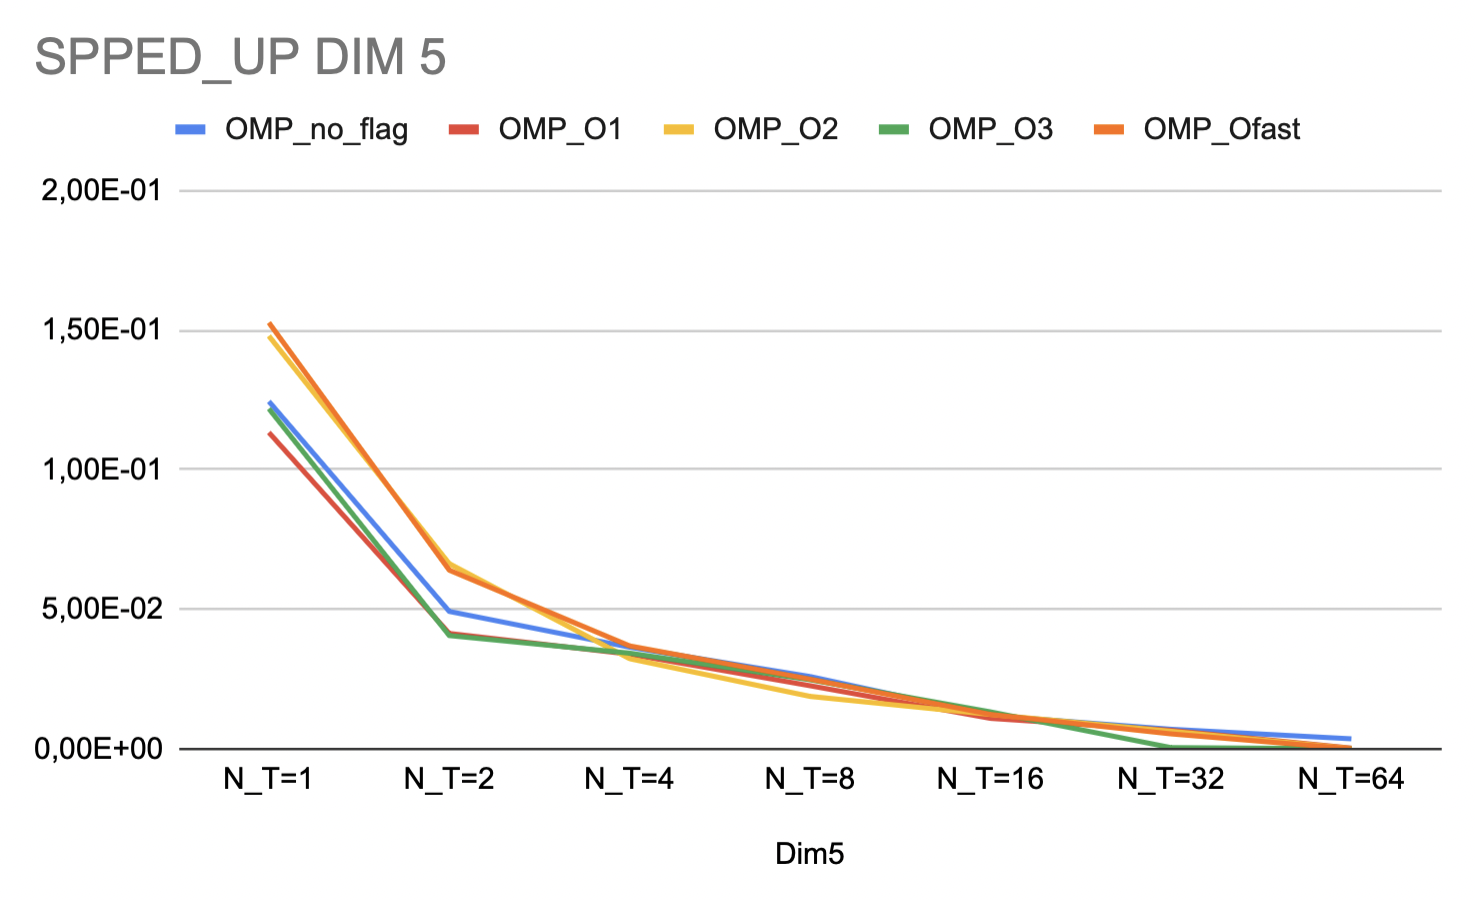 SPPED_UP DIM 5
OMP_no_flag OMP_O1 OMP_O2 OMP_O3 OMP_Ofast
2,00E-01
1,50E-01
1,00E-01
5,00E-02
0,00E+00
N_T=1 N_T=2 N_T=4 N_T=8 N_T=16 N_T=32 N_T=64
Dim5